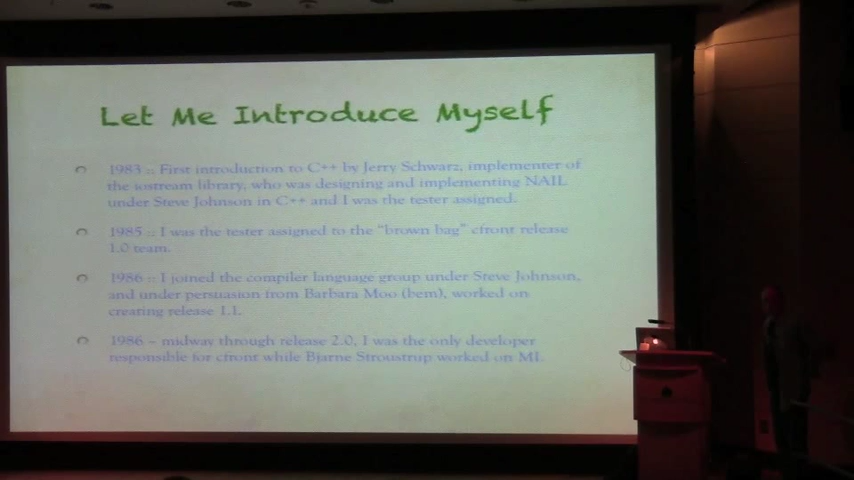 Let Me Introduce Myself
1983 :: First introduction to C++ by Jerry Schwarz, implementer of
the iostream library, who was designing and implementing NAIL
under Steve Johnson in C++ and I was the tester assigned.
1985 :: I was the tester assigned to the “brown bag” cfront release
1.0 team.
1986 :: I joined the compiler language group under Steve Johnson,
and under persuasion from Barbara Moo (bem), worked on
creating release 1.1.
1986 – midway through release 2.0, I was the only developer
responsible for cfront while Bjarne Stroustrup worked on MI.